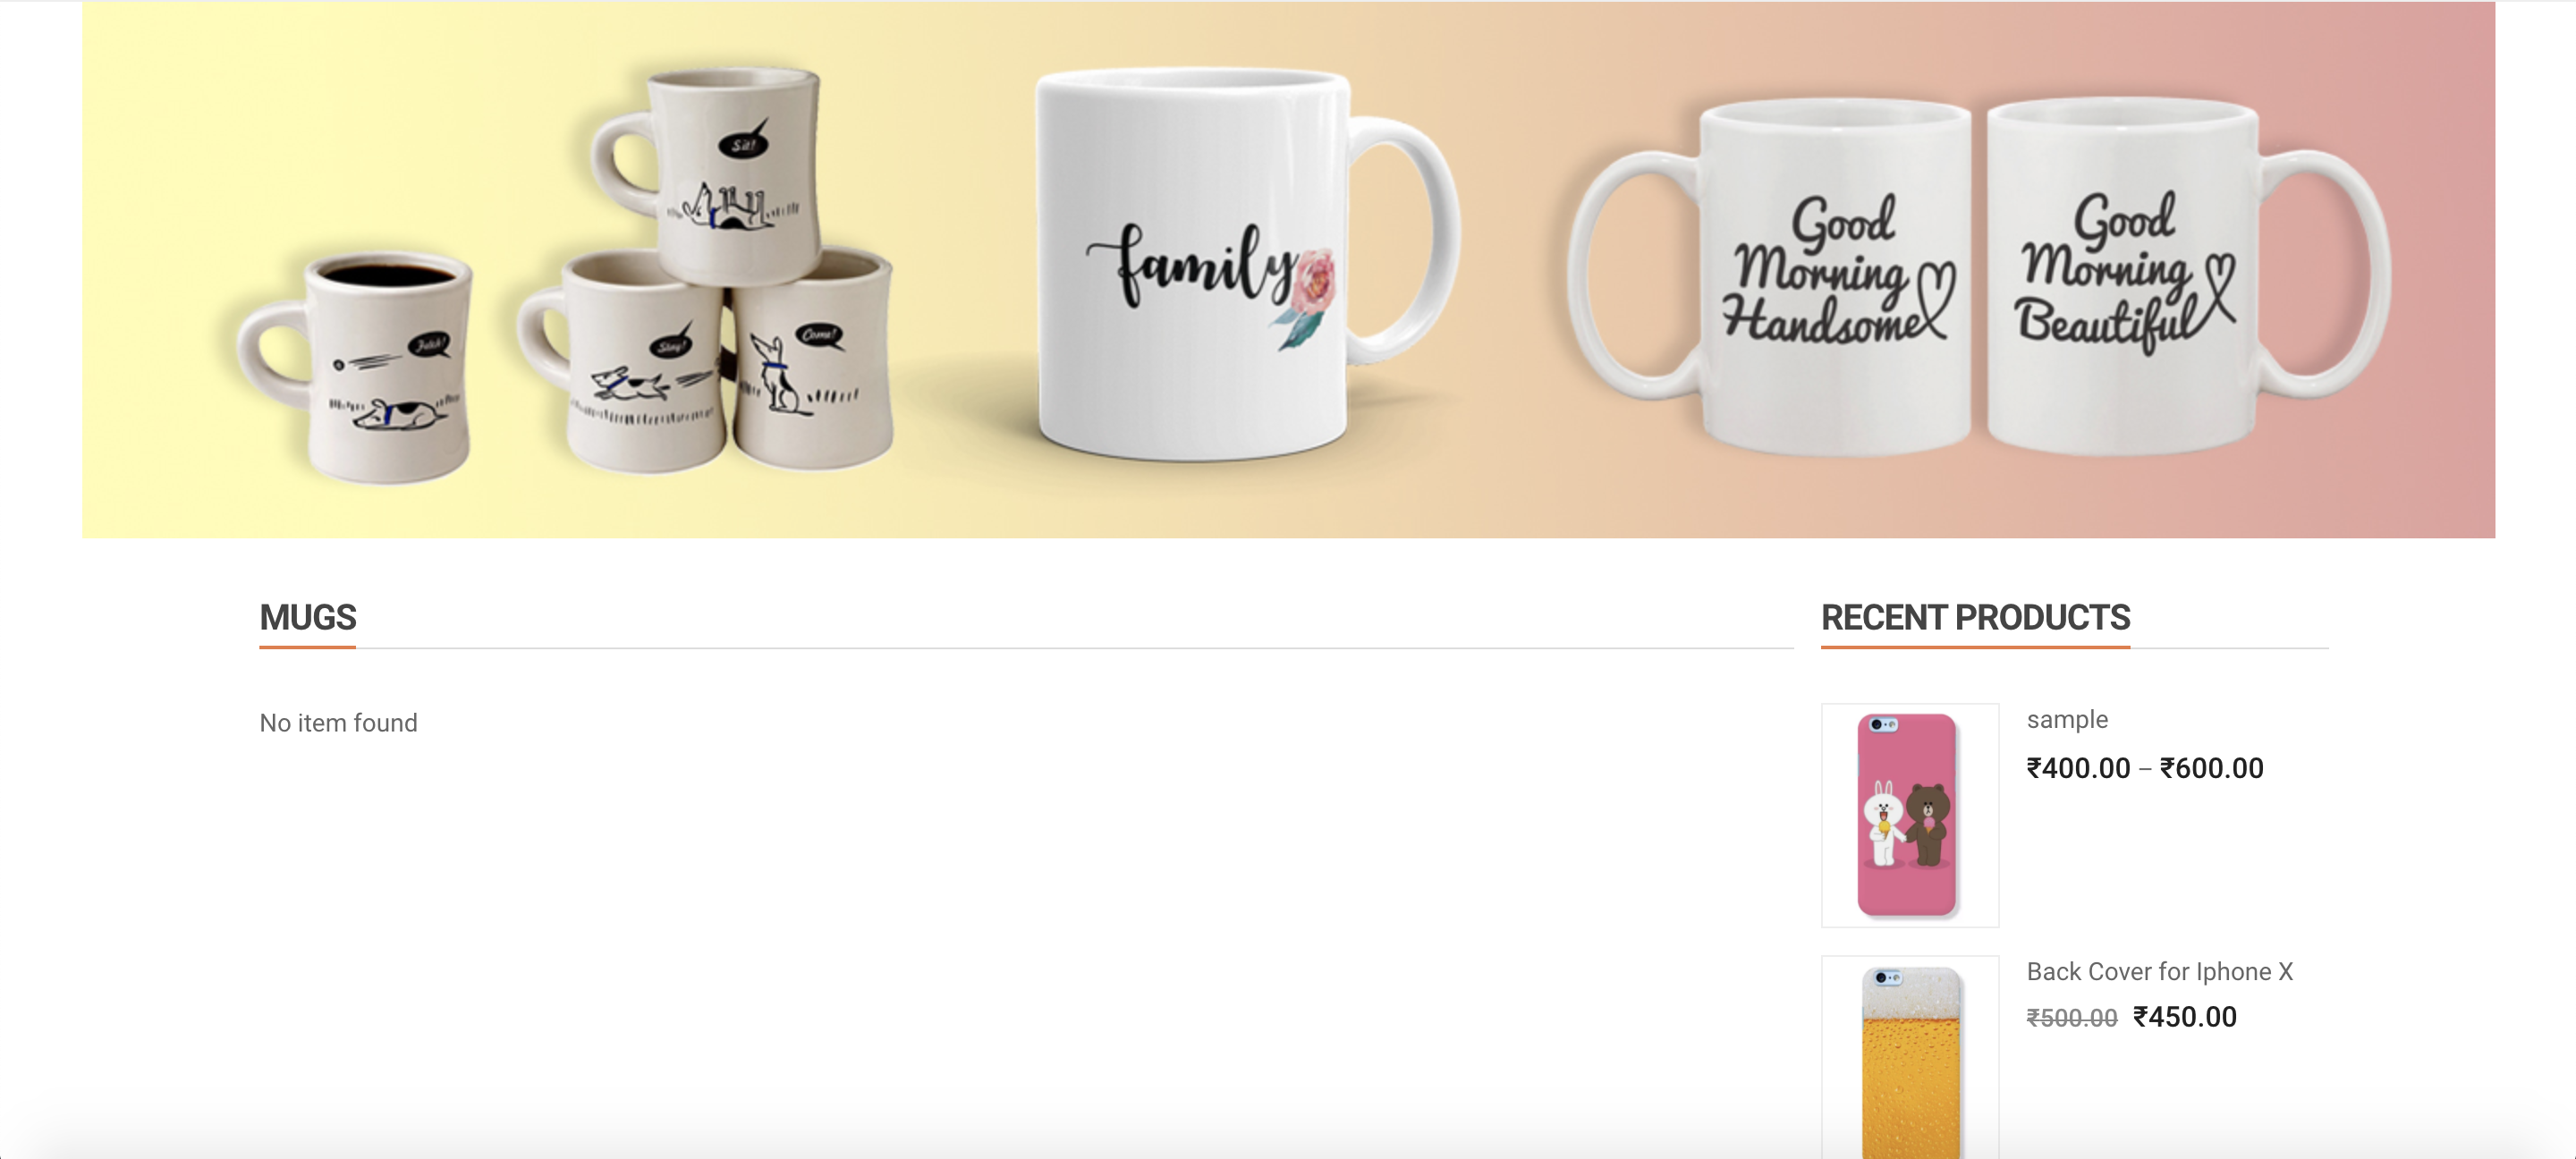 Sit!
Fetch!
Stay!
Come!
family
Good
Morning
Handsome
Good
Morning
Beautiful
MUGS
No item found
RECENT PRODUCTS
sample
₹400.00 – ₹600.00
Back Cover for Iphone X
₹500.00 ₹450.00